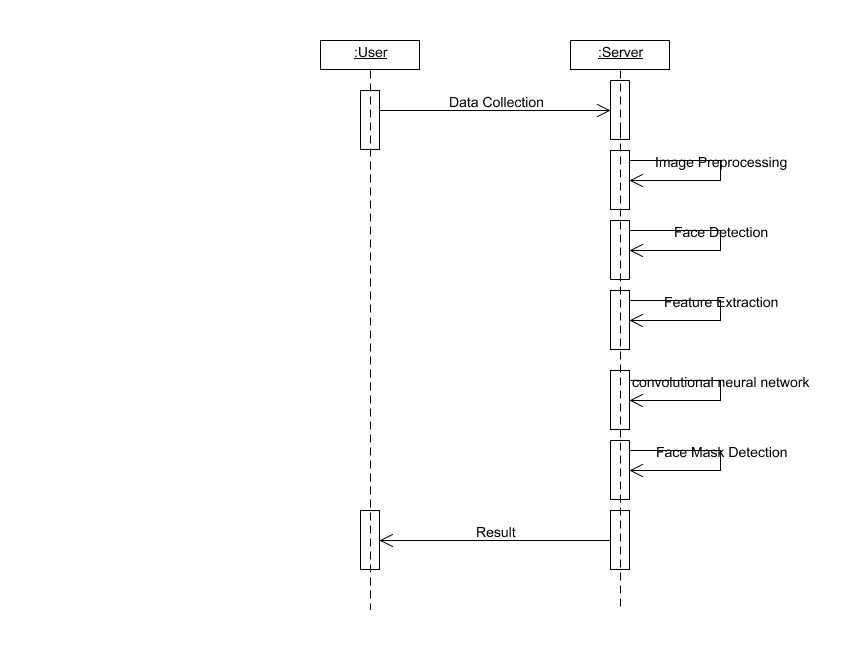 :User
:Server
Data Collection
Image Preprocessing
Face Detection
Feature Extraction
convolutional neural network
Face Mask Detection
Result